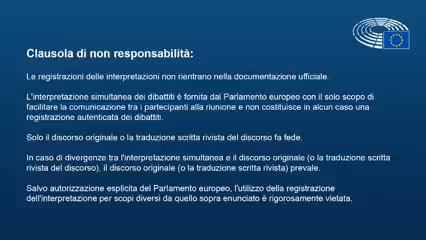 Clausola di non responsabilità:
Le registrazioni delle interpretazioni non rientrano nella documentazione ufficiale.
L'interpretazione simultanea dei dibattiti è fornita dal Parlamento europeo con il solo scopo di
facilitare la comunicazione tra i partecipanti alla riunione e non costituisce in alcun caso una
registrazione autenticata dei dibattiti.
Solo il discorso originale o la traduzione scritta rivista del discorso fa fede.
In caso di divergenze tra l'interpretazione simultanea e il discorso originale (o la traduzione scritta
rivista del discorso), il discorso originale (o la traduzione scritta rivista) prevale.
Salvo autorizzazione esplicita del Parlamento europeo, l'utilizzo della registrazione
dell'interpretazione per scopi diversi da quello sopra enunciato è rigorosamente vietata.